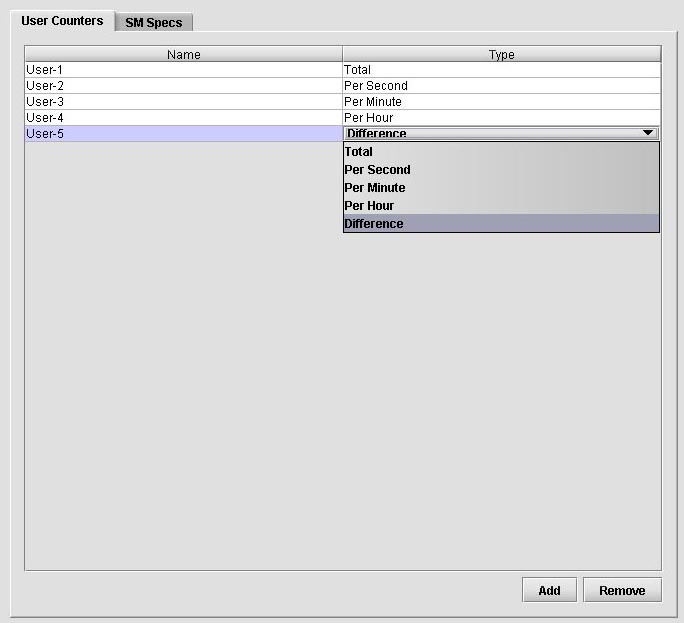 User Counters SM Specs
Name Type
User-1 Total
User-2 Per Second
User-3 Per Minute
User-4 Per Hour
User-5 Difference
Total
Per Second
Per Minute
Per Hour
Difference
Add Remove